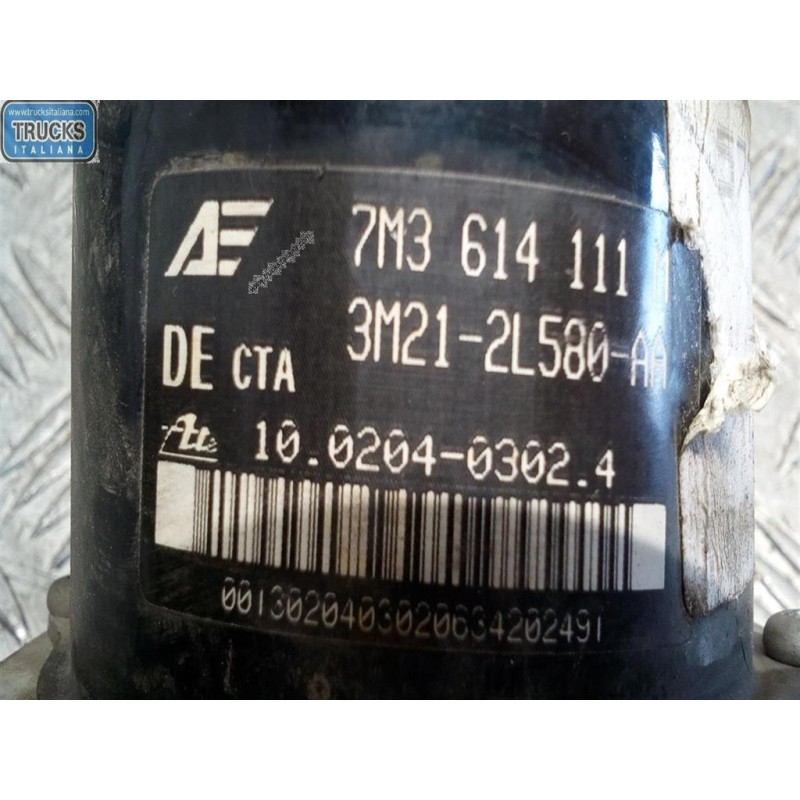 www.trucksitaliana.com
TRUCKS
ITALIANA
AE 7M3 614 111 M
DE CTA 3M21-2L580-AA
Ate 10.0204-0302.4
0013020403020634202491